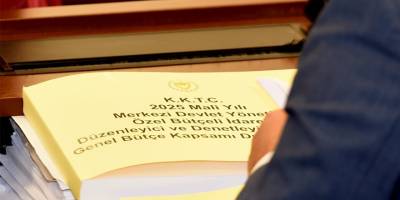 K.K.T.C.
2025 Mali Yılı
Merkezi Devlet
Özel Bütçeli
Düzenleyici ve
Genel Bütçe Kapsamı